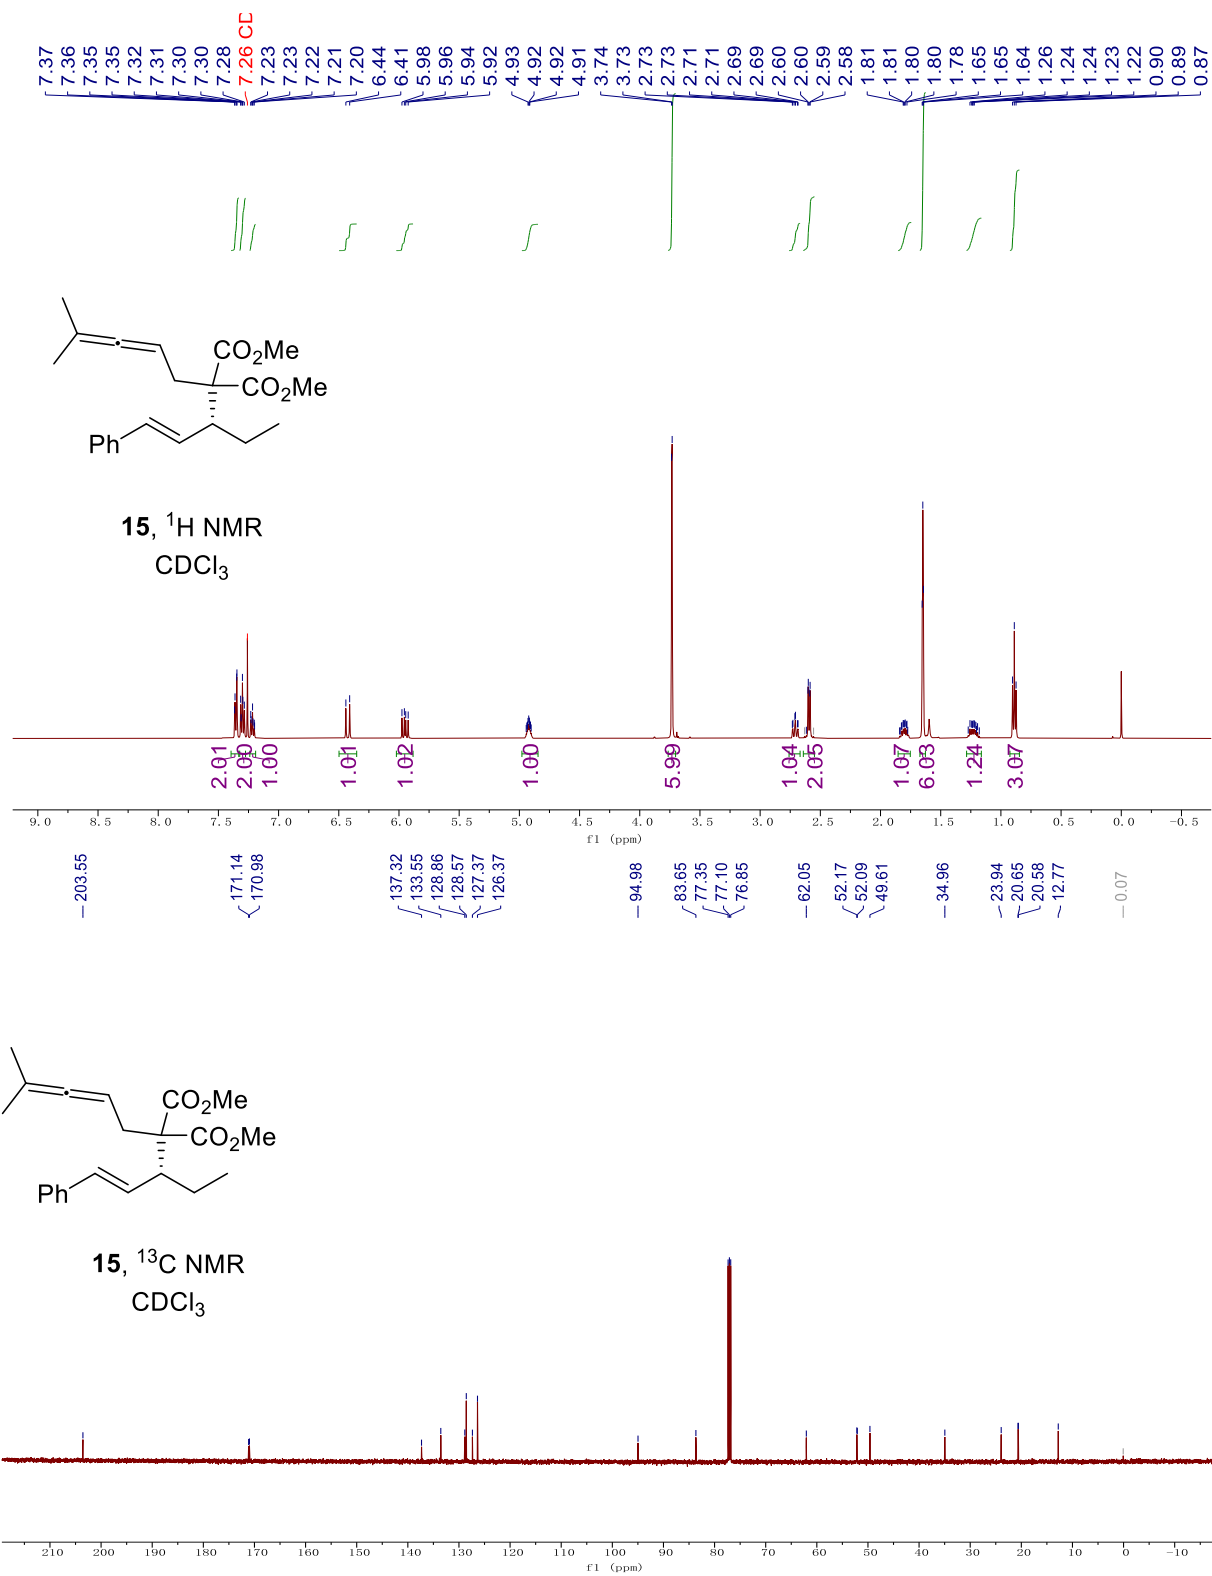 7.37 7.36 7.35 7.35 7.32 7.31 7.30 7.30 7.28 7.26 CD 7.23 7.23 7.22 7.21 7.20 6.44 6.41 5.98 5.96 5.94 5.92 4.93 4.92 4.92 4.91 3.74 3.73 2.73 2.73 2.71 2.71 2.69 2.69 2.60 2.60 2.59 2.58 1.81 1.81 1.80 1.80 1.78 1.65 1.65 1.64 1.26 1.24 1.24 1.23 1.22 0.90 0.89 0.87
CO₂Me
CO₂Me
Ph
15, ¹H NMR
CDCl₃
2.01 2.00 1.00 1.01 1.02 1.00 5.99 1.04 2.05 1.07 6.03 1.24 3.07
9.0 8.5 8.0 7.5 7.0 6.5 6.0 5.5 5.0 4.5 4.0 3.5 3.0 2.5 2.0 1.5 1.0 0.5 0.0 -0.5
f1 (ppm)
203.55 171.14 170.98 137.32 133.55 128.86 128.57 127.37 126.37 94.98 83.65 77.35 77.10 76.85 62.05 52.17 52.09 49.61 34.96 23.94 20.65 20.58 12.77 0.07
CO₂Me
CO₂Me
Ph
15, ¹³C NMR
CDCl₃
210 200 190 180 170 160 150 140 130 120 110 100 90 80 70 60 50 40 30 20 10 0 -10
f1 (ppm)